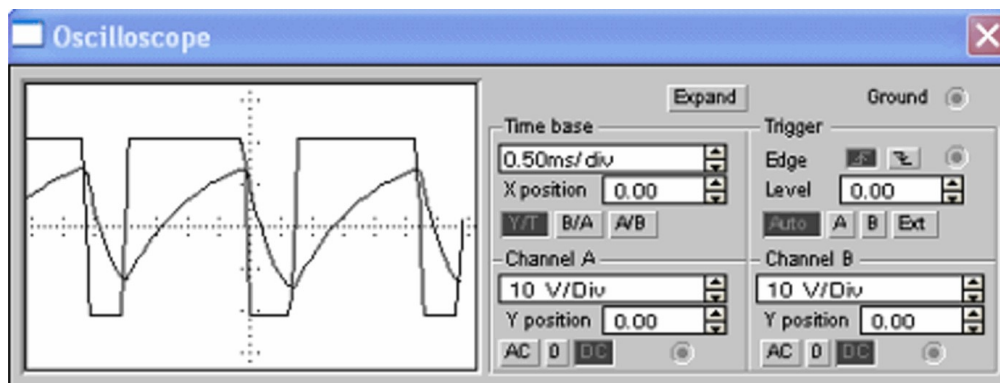 Oscilloscope
Expand Ground
Time base
0.50ms/div
X position 0.00
Y/T B/A A/B
Trigger
Edge
Level 0.00
Auto A B Ext
Channel A
10 V/Div
Y position 0.00
AC 0 DC
Channel B
10 V/Div
Y position 0.00
AC 0 DC